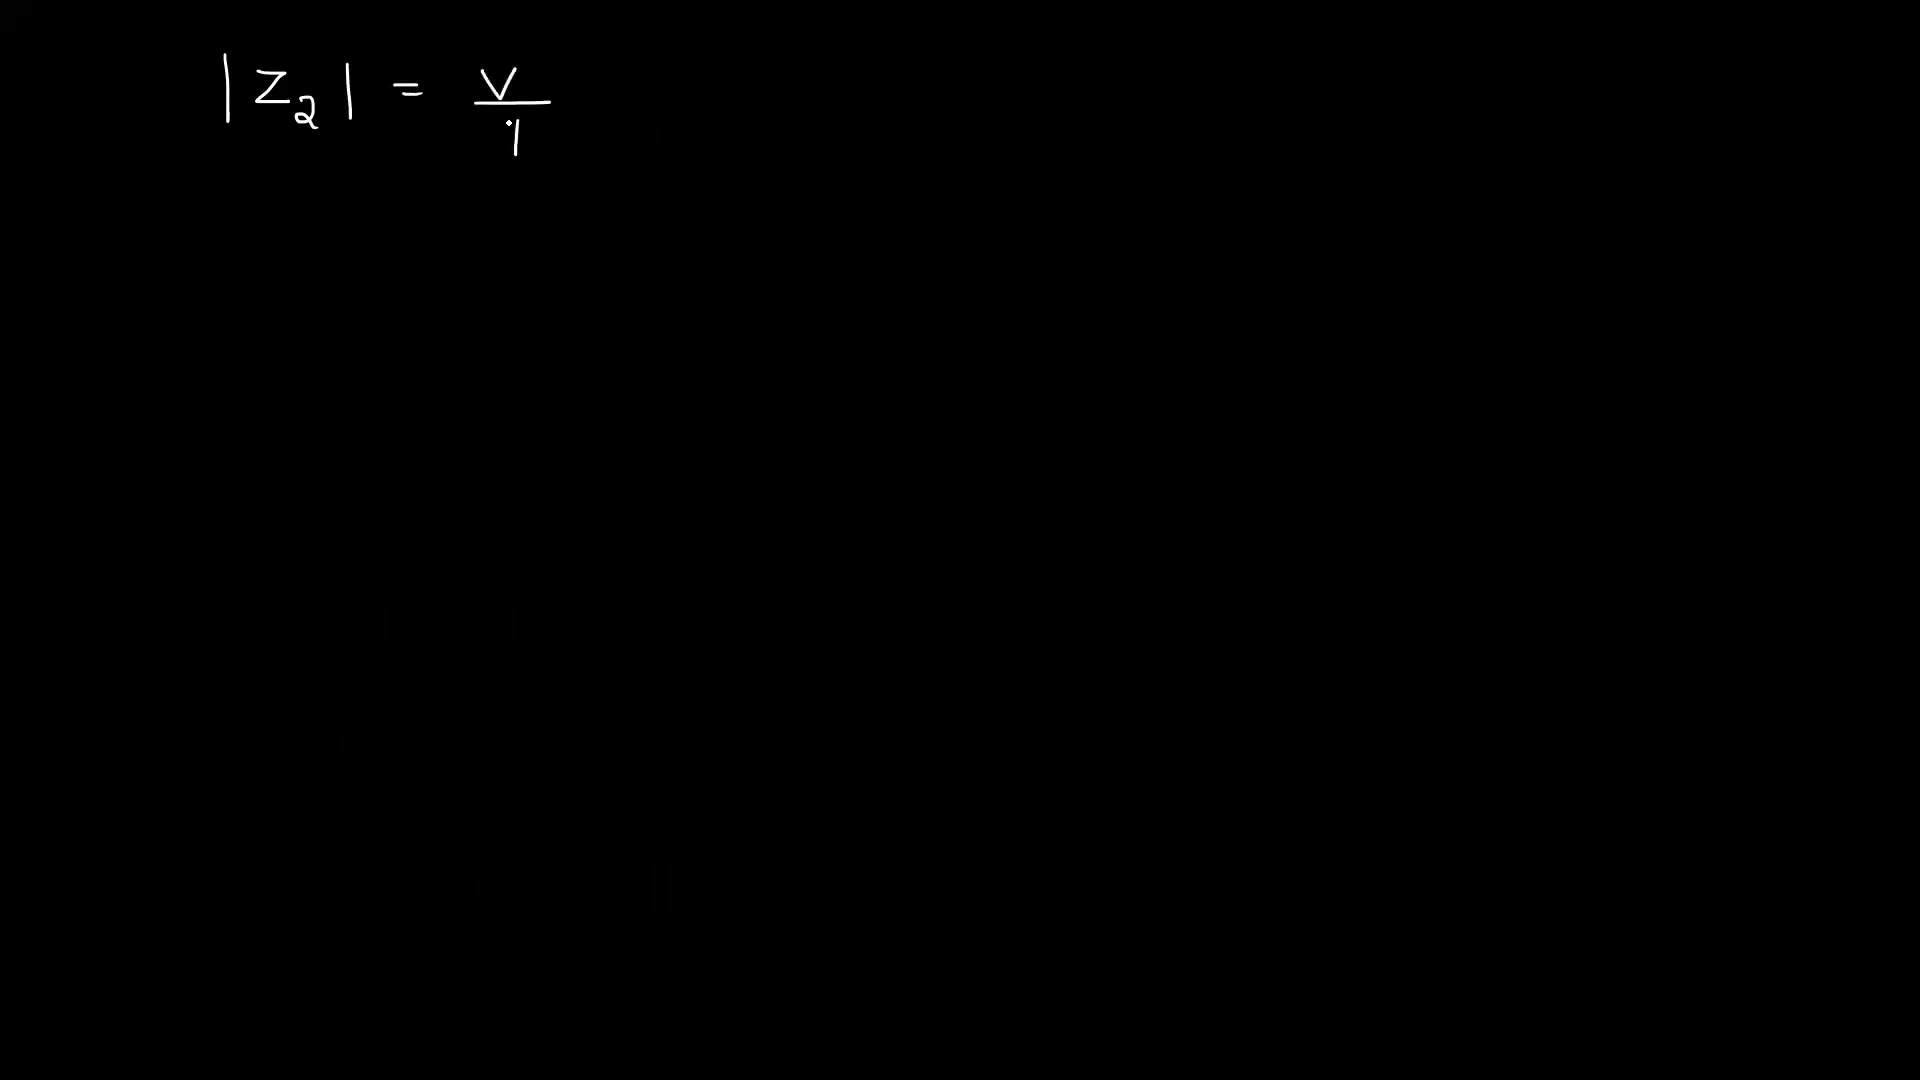 |Z₂| = V/I